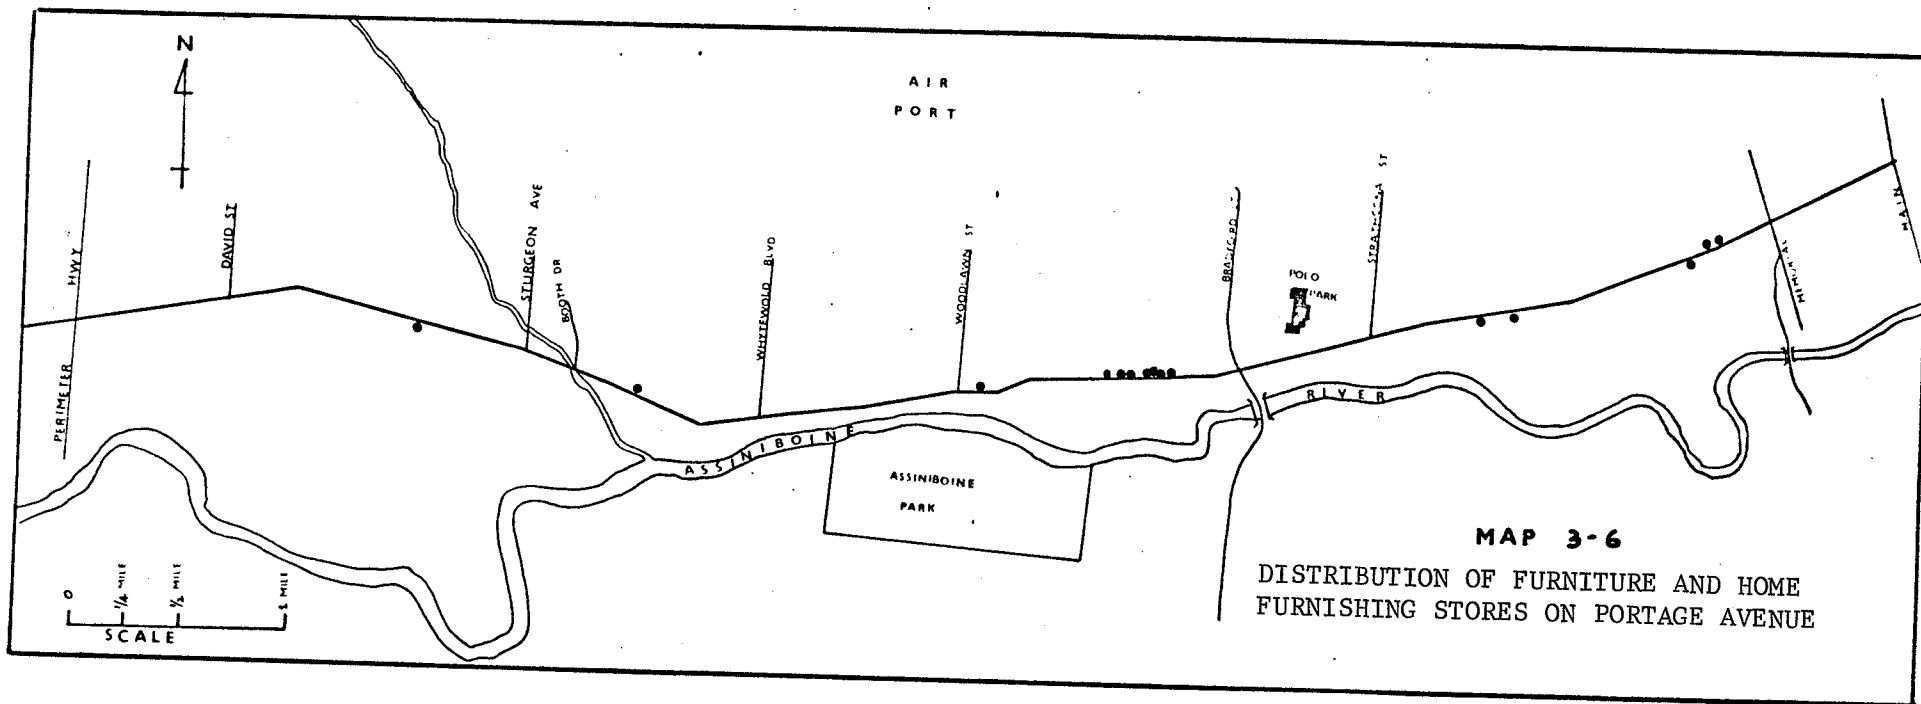 N
AIR
PORT
PERIMETER HWY
DAVID ST
STURGEON AVE
BOOTH DR
WHYTEWOLD BLVD
WOODLAWN ST
POLO
PARK
ST
MAIN
ASSINIBOINE RIVER
ASSINIBOINE
PARK
0
1/4 MILE
1/2 MILE
1 MILE
SCALE
MAP 3-6
DISTRIBUTION OF FURNITURE AND HOME
FURNISHING STORES ON PORTAGE AVENUE